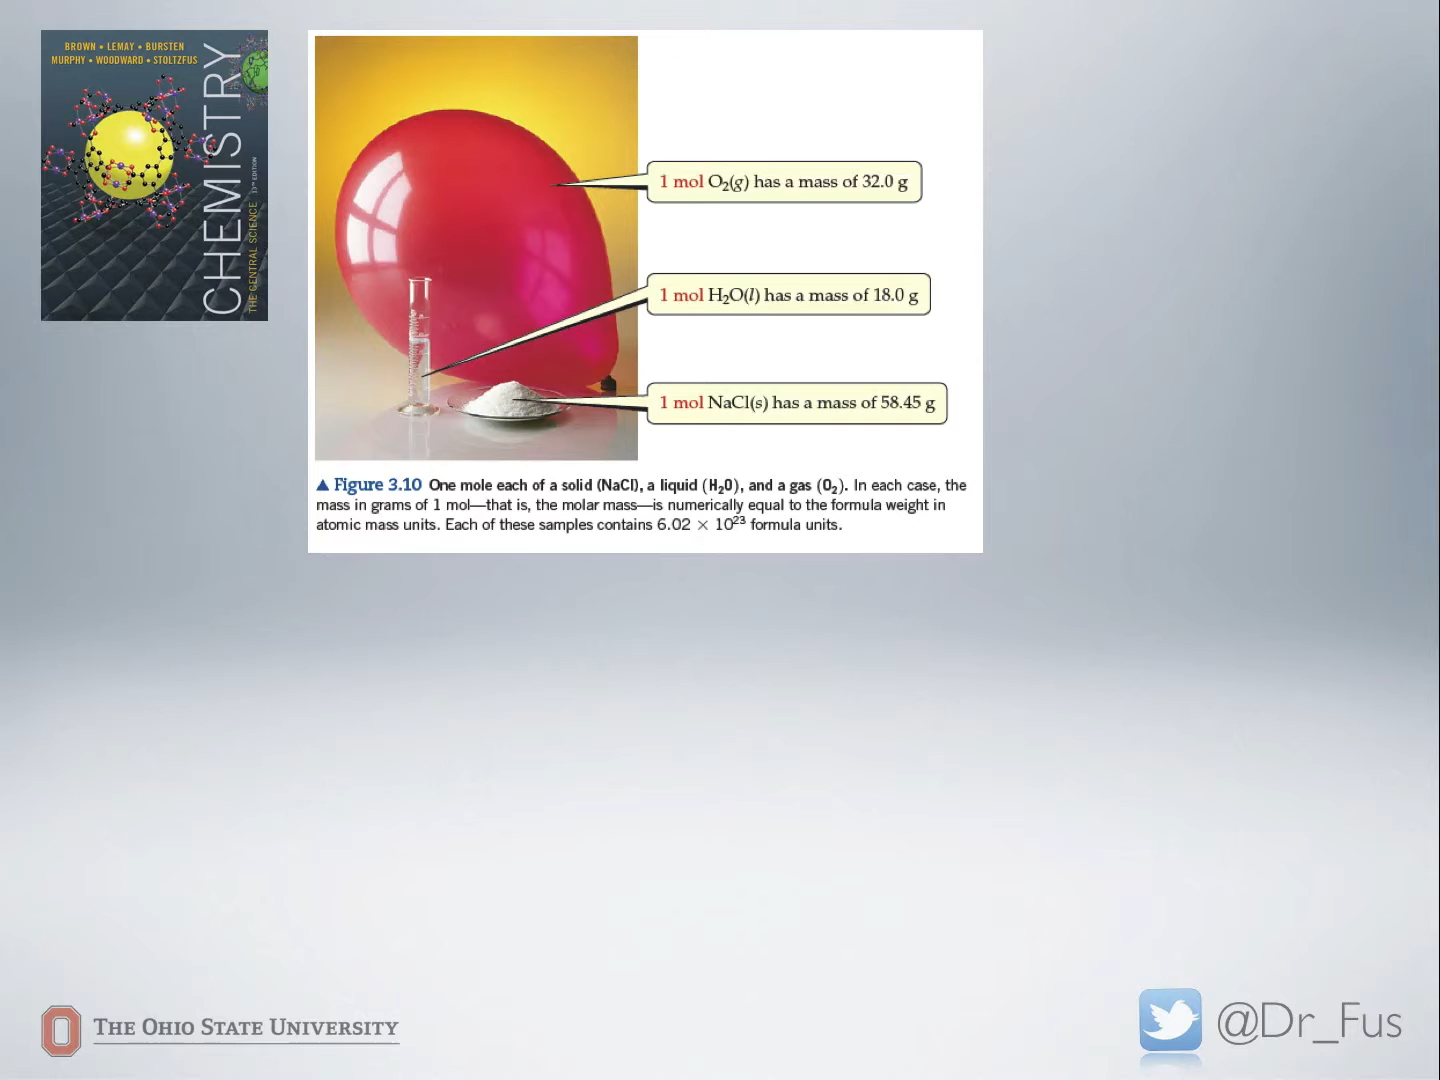 BROWN • LEMAY • BURSTEN
MURPHY • WOODWARD • STOLTZFUS
CHEMISTRY
THE CENTRAL SCIENCE 13TH EDITION
1 mol O₂(g) has a mass of 32.0 g
1 mol H₂O(l) has a mass of 18.0 g
1 mol NaCl(s) has a mass of 58.45 g
▲ Figure 3.10 One mole each of a solid (NaCl), a liquid (H₂O), and a gas (O₂). In each case, the
mass in grams of 1 mol—that is, the molar mass—is numerically equal to the formula weight in
atomic mass units. Each of these samples contains 6.02 × 10²³ formula units.
THE OHIO STATE UNIVERSITY
@Dr_Fus